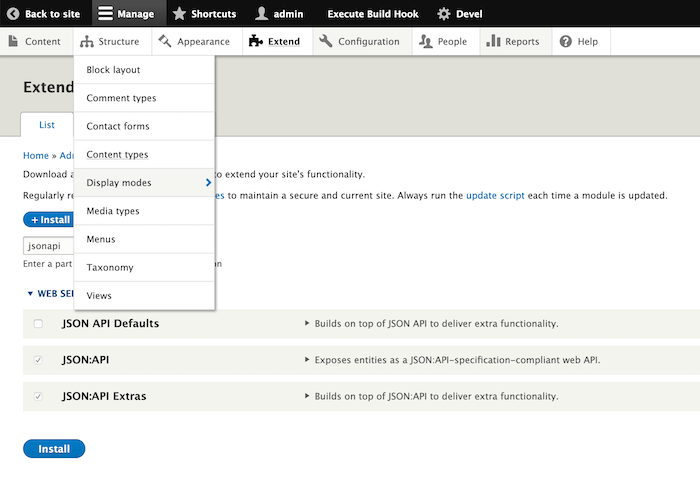 Back to site Manage Shortcuts admin Execute Build Hook Devel
Content Structure Appearance Extend Configuration People Reports Help
Extend
List
Home » Adm
Block layout
Comment types
Contact forms
Content types
Display modes
Media types
Menus
Taxonomy
Views
Download a to extend your site's functionality.
Regularly re es to maintain a secure and current site. Always run the update script each time a module is updated.
+ Install
jsonapi
Enter a part
WEB SE
JSON API Defaults Builds on top of JSON API to deliver extra functionality.
JSON:API Exposes entities as a JSON:API-specification-compliant web API.
JSON:API Extras Builds on top of JSON:API to deliver extra functionality.
Install